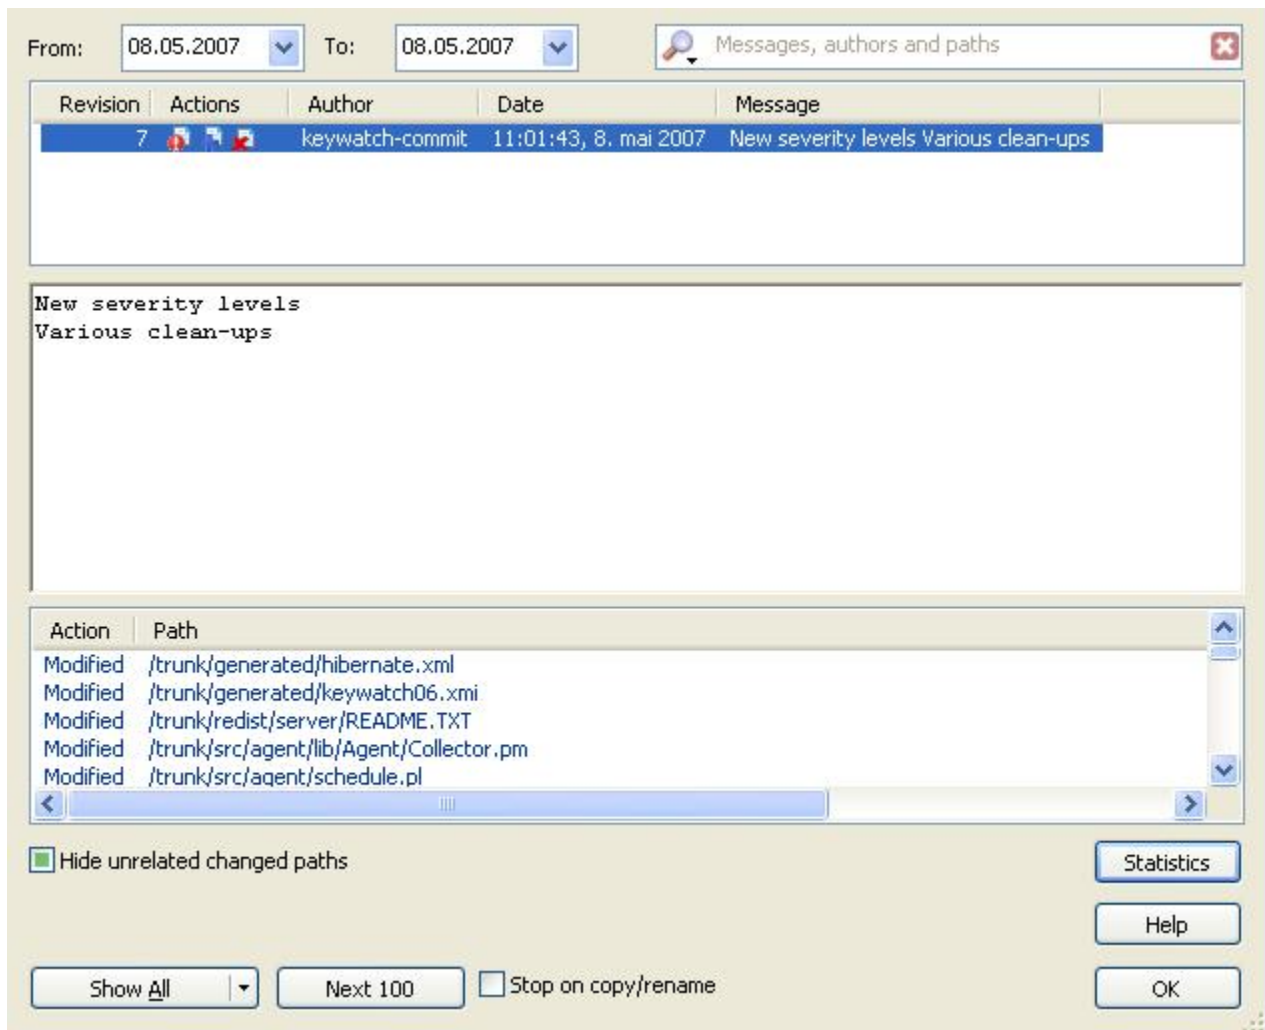 From: 08.05.2007 To: 08.05.2007 Messages, authors and paths
Revision Actions Author Date Message
7 keywatch-commit 11:01:43, 8. mai 2007 New severity levels Various clean-ups
New severity levels
Various clean-ups
Action Path
Modified /trunk/generated/hibernate.xml
Modified /trunk/generated/keywatch06.xmi
Modified /trunk/redist/server/README.TXT
Modified /trunk/src/agent/lib/Agent/Collector.pm
Modified /trunk/src/agent/schedule.pl
Hide unrelated changed paths Statistics
Help
Show All Next 100 Stop on copy/rename OK